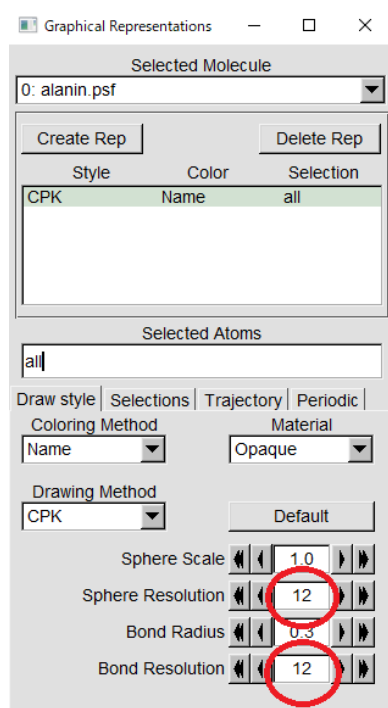 Graphical Representations
Selected Molecule
0: alanin.psf
Create Rep Delete Rep
Style Color Selection
CPK Name all
Selected Atoms
all
Draw style Selections Trajectory Periodic
Coloring Method Material
Name Opaque
Drawing Method
CPK Default
Sphere Scale 1.0
Sphere Resolution 12
Bond Radius 0.3
Bond Resolution 12